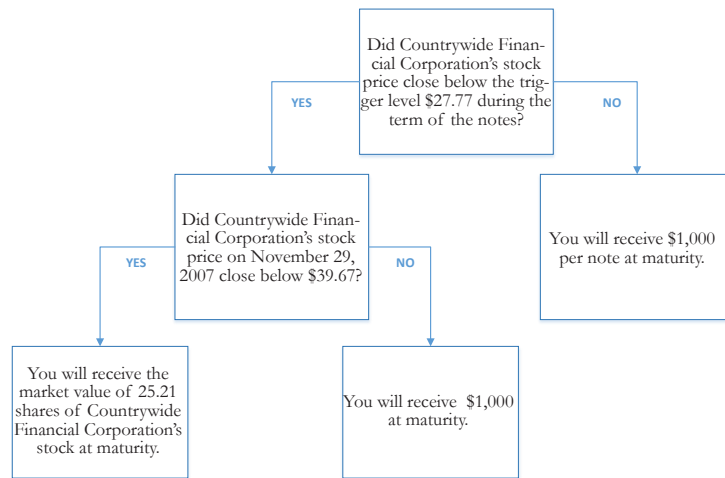 Did Countrywide Finan-
cial Corporation's stock
price close below the trig-
ger level $27.77 during the
term of the notes?
YES
NO
Did Countrywide Finan-
cial Corporation's stock
price on November 29,
2007 close below $39.67?
You will receive $1,000
per note at maturity.
YES
NO
You will receive the
market value of 25.21
shares of Countrywide
Financial Corporation's
stock at maturity.
You will receive $1,000
at maturity.